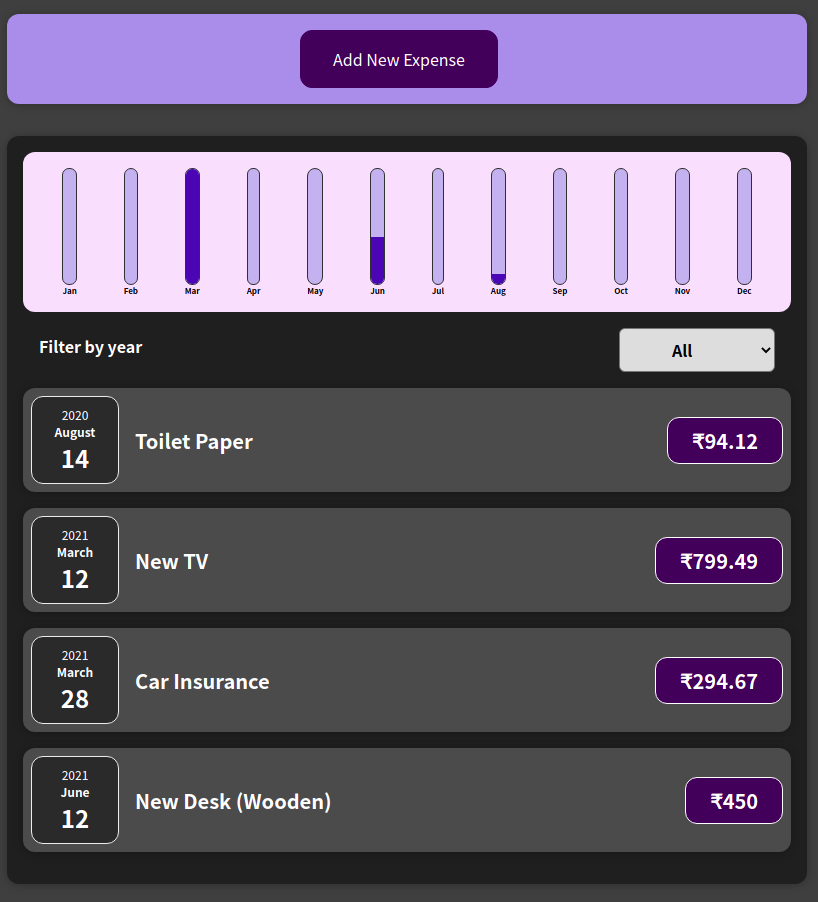 Add New Expense
Jan Feb Mar Apr May Jun Jul Aug Sep Oct Nov Dec
Filter by year
All
2020
August
14
Toilet Paper
₹94.12
2021
March
12
New TV
₹799.49
2021
March
28
Car Insurance
₹294.67
2021
June
12
New Desk (Wooden)
₹450